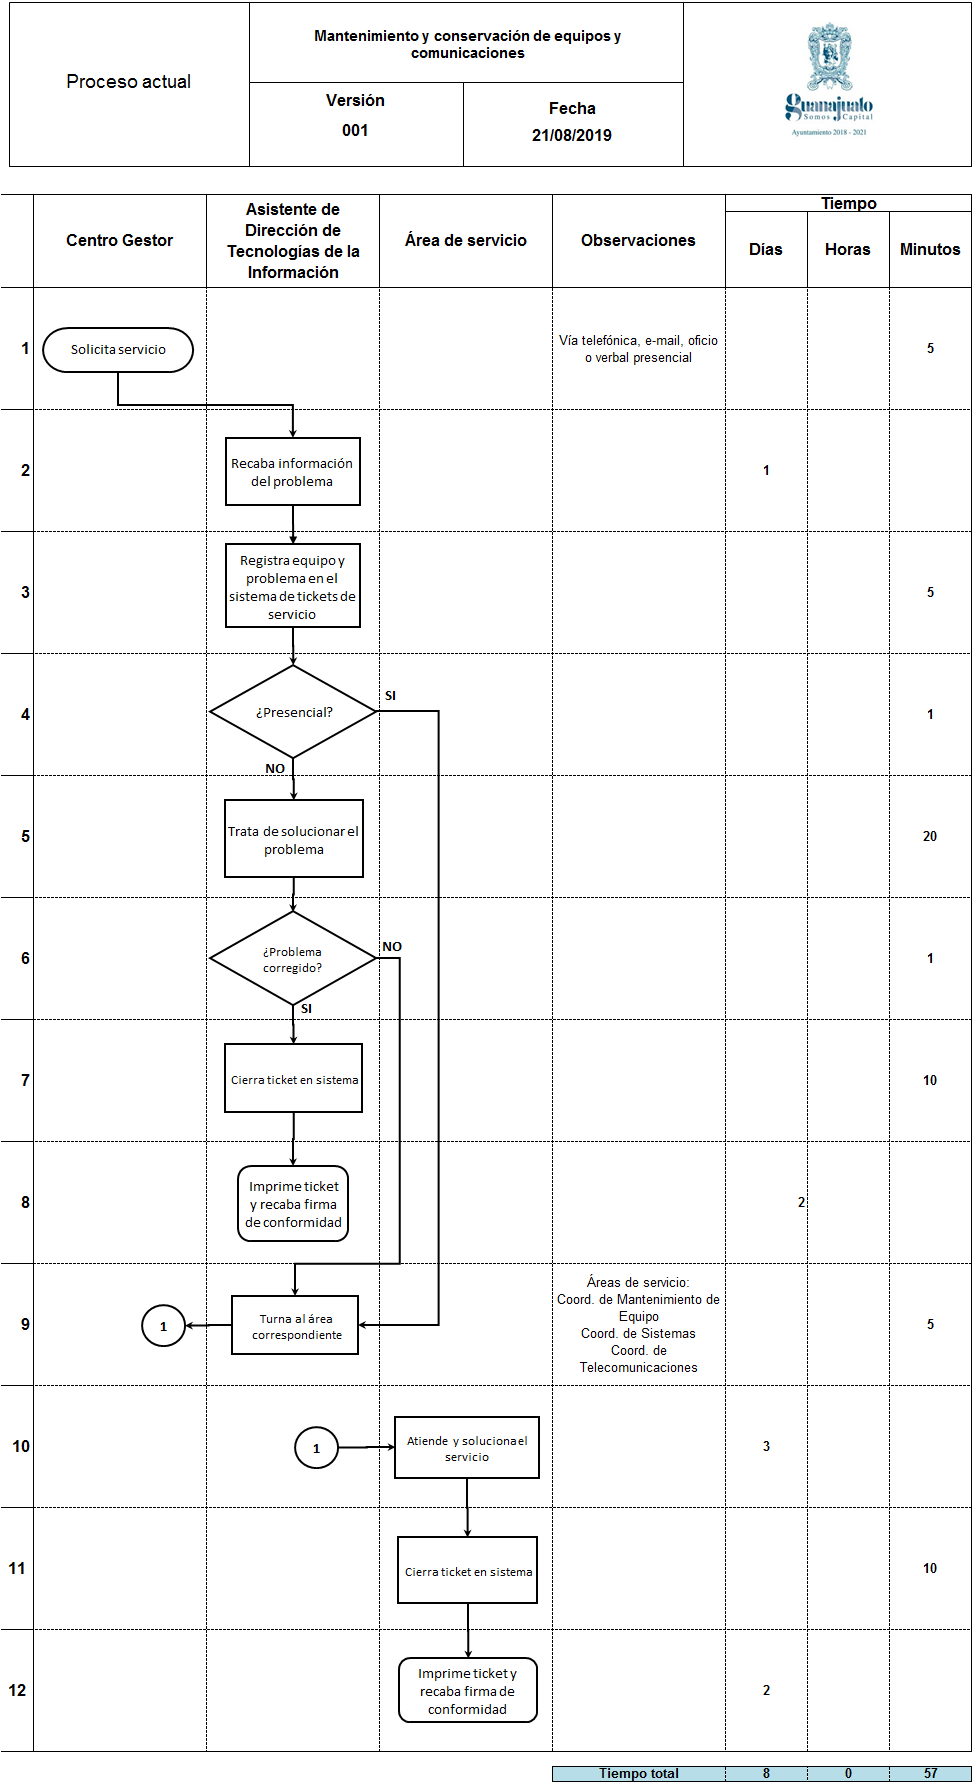 Proceso actual
Mantenimiento y conservación de equipos y
comunicaciones
Versión
001
Fecha
21/08/2019
guanajuato
Somos Capital
Ayuntamiento 2018 - 2021
Centro Gestor
Asistente de
Dirección de
Tecnologías de la
Información
Área de servicio
Observaciones
Tiempo
Días
Horas
Minutos
1
Solicita servicio
Vía telefónica, e-mail, oficio
o verbal presencial
5
2
Recaba información
del problema
1
3
Registra equipo y
problema en el
sistema de tickets de
servicio
5
4
¿Presencial?
SI
NO
1
5
Trata de solucionar el
problema
20
6
¿Problema
corregido?
NO
SI
1
7
Cierra ticket en sistema
10
8
Imprime ticket
y recaba firma
de conformidad
2
9
1
Turna al área
correspondiente
Áreas de servicio:
Coord. de Mantenimiento de
Equipo
Coord. de Sistemas
Coord. de
Telecomunicaciones
5
10
1
Atiende y soluciona el
servicio
3
11
Cierra ticket en sistema
10
12
Imprime ticket y
recaba firma de
conformidad
2
Tiempo total
8
0
57